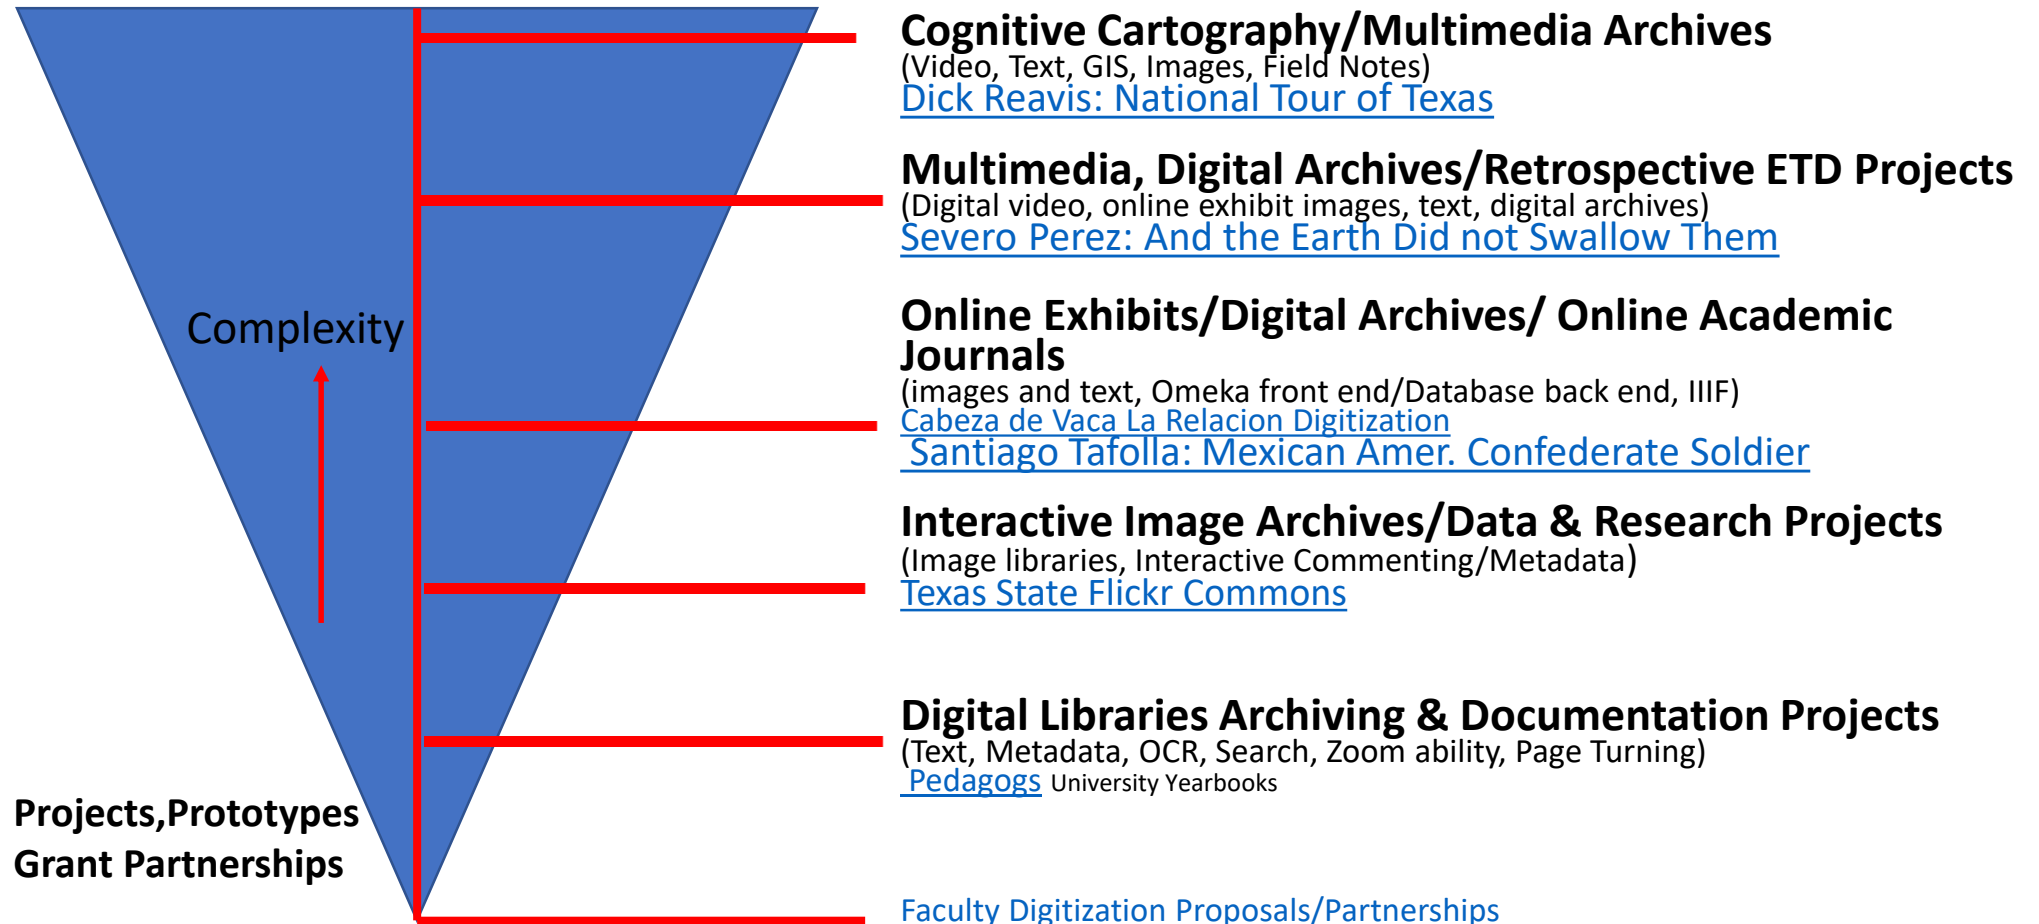 Cognitive Cartography/Multimedia Archives
(Video, Text, GIS, Images, Field Notes)
Dick Reavis: National Tour of Texas
Multimedia, Digital Archives/Retrospective ETD Projects
(Digital video, online exhibit images, text, digital archives)
Severo Perez: And the Earth Did not Swallow Them
Complexity
Online Exhibits/Digital Archives/ Online Academic
Journals
(images and text, Omeka front end/Database back end, IIIF)
Cabeza de Vaca La Relacion Digitization
Santiago Tafolla: Mexican Amer. Confederate Soldier
Interactive Image Archives/Data & Research Projects
(Image libraries, Interactive Commenting/Metadata)
Texas State Flickr Commons
Digital Libraries Archiving & Documentation Projects
(Text, Metadata, OCR, Search, Zoom ability, Page Turning)
Pedagogs University Yearbooks
Projects,Prototypes
Grant Partnerships
Faculty Digitization Proposals/Partnerships